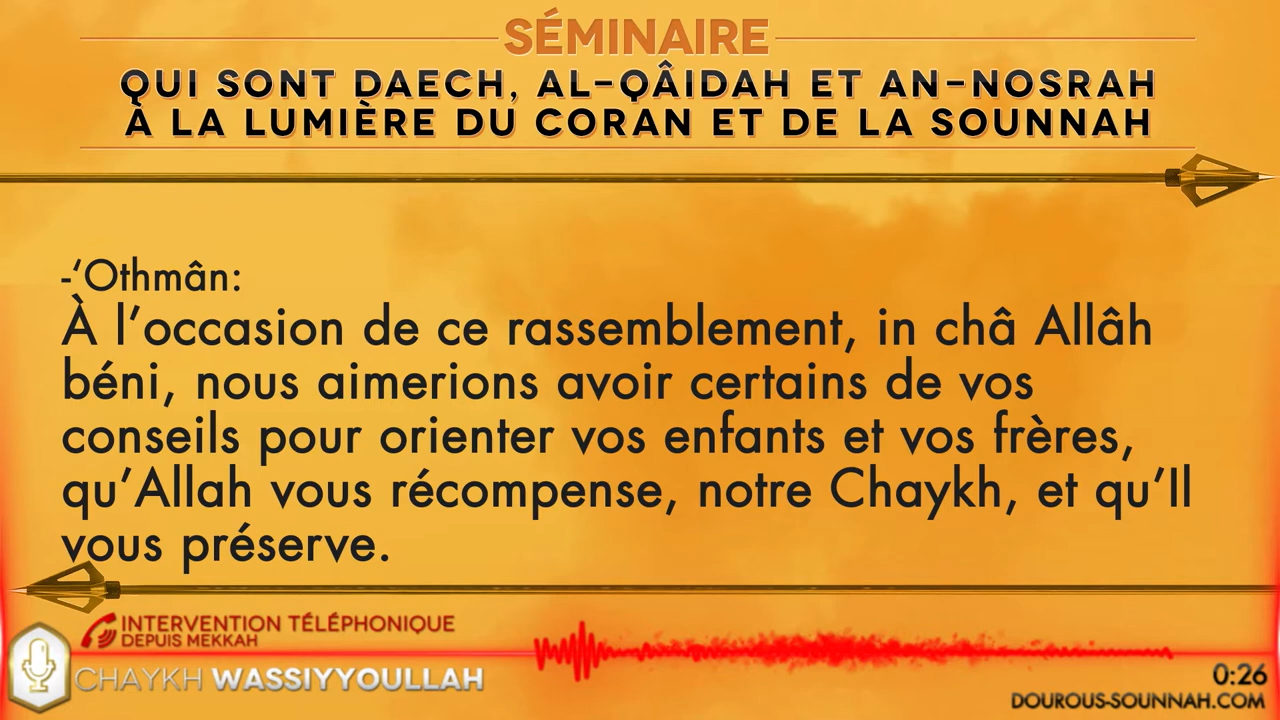 SÉMINAIRE
QUI SONT DAECH, AL-QÂIDAH ET AN-NOSRAH
À LA LUMIÈRE DU CORAN ET DE LA SOUNNAH
-‘Othmân:
À l’occasion de ce rassemblement, in châ Allâh
béni, nous aimerions avoir certains de vos
conseils pour orienter vos enfants et vos frères,
qu’Allah vous récompense, notre Chaykh, et qu’Il
vous préserve.
INTERVENTION TÉLÉPHONIQUE
DEPUIS MEKKAH
CHAYKH WASSIYYOULLAH
0:26
DOUROUS-SOUNNAH.COM